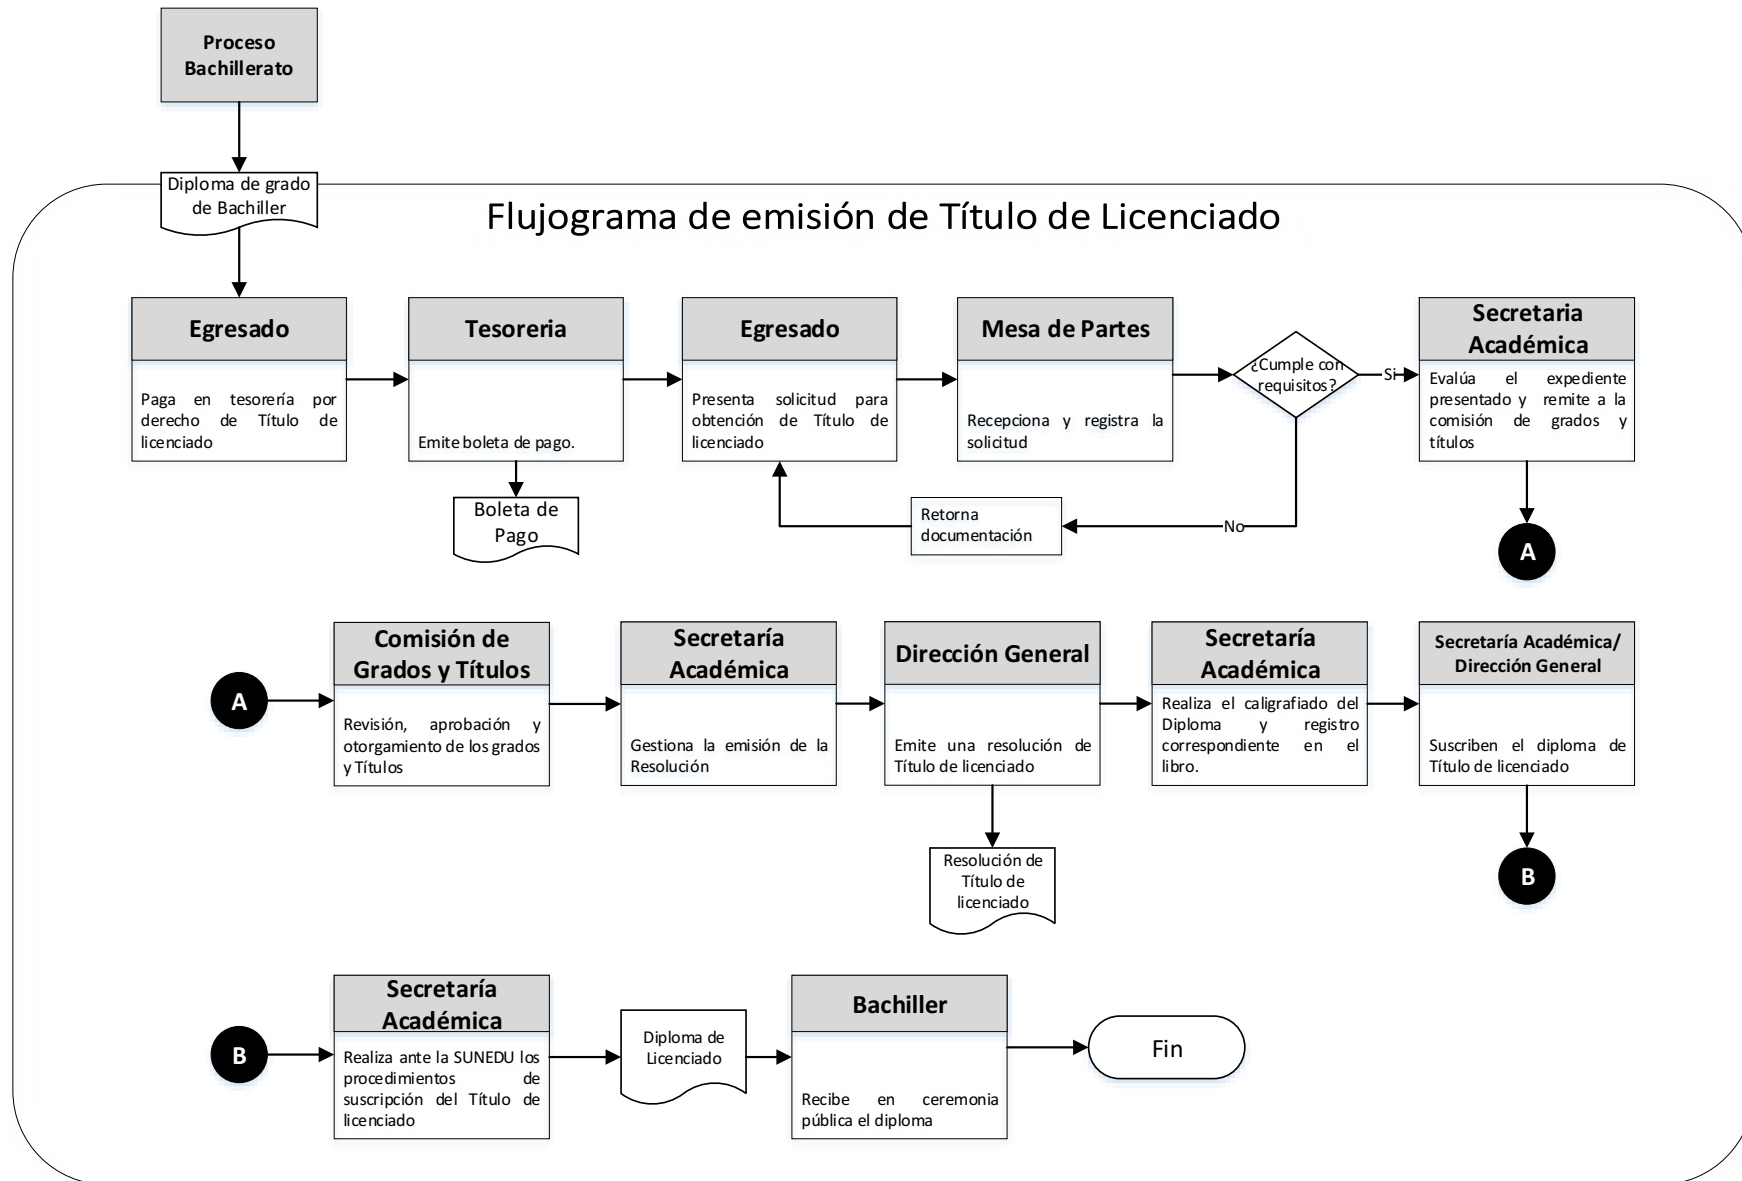 Proceso
Bachillerato
Diploma de grado
de Bachiller
Flujograma de emisión de Título de Licenciado
Egresado
Paga en tesorería por
derecho de Título de
licenciado
Tesoreria
Emite boleta de pago.
Boleta de
Pago
Egresado
Presenta solicitud para
obtención de Título de
licenciado
Mesa de Partes
Recepciona y registra la
solicitud
¿Cumple con
requisitos?
Si
No
Retorna
documentación
Secretaria
Académica
Evalúa el expediente
presentado y remite a la
comisión de grados y
títulos
A
A
Comisión de
Grados y Títulos
Revisión, aprobación y
otorgamiento de los grados
y Títulos
Secretaría
Académica
Gestiona la emisión de la
Resolución
Dirección General
Emite una resolución de
Título de licenciado
Resolución de
Título de
licenciado
Secretaría
Académica
Realiza el caligrafiado del
Diploma y registro
correspondiente en el
libro.
Secretaría Académica/
Dirección General
Suscriben el diploma de
Título de licenciado
B
B
Secretaría
Académica
Realiza ante la SUNEDU los
procedimientos de
suscripción del Título de
licenciado
Diploma de
Licenciado
Bachiller
Recibe en ceremonia
pública el diploma
Fin